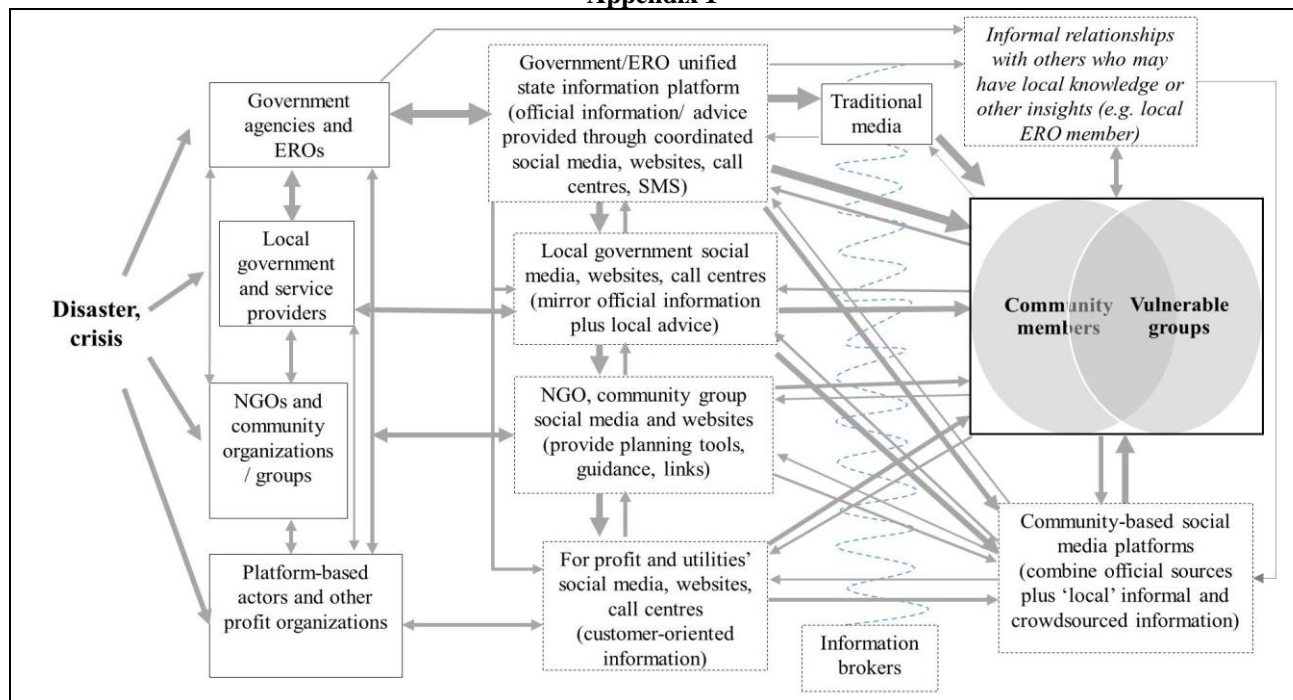 Appendix 1
Disaster,
crisis
Government
agencies and
EROs
Local
government
and service
providers
NGOs and
community
organizations
/ groups
Platform-based
actors and other
profit organizations
Government/ERO unified
state information platform
(official information/ advice
provided through coordinated
social media, websites, call
centres, SMS)
Local government social
media, websites, call centres
(mirror official information
plus local advice)
NGO, community group
social media and websites
(provide planning tools,
guidance, links)
For profit and utilities’
social media, websites,
call centres
(customer-oriented
information)
Traditional
media
Information
brokers
Informal relationships
with others who may
have local knowledge or
other insights (e.g. local
ERO member)
Community
members
Vulnerable
groups
Community-based social
media platforms
(combine official sources
plus ‘local’ informal and
crowdsourced information)